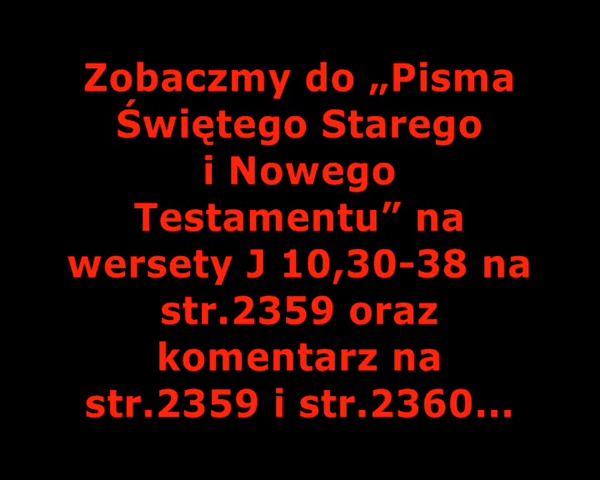 Zobaczmy do „Pisma
Świętego Starego
i Nowego
Testamentu” na
wersety J 10,30-38 na
str.2359 oraz
komentarz na
str.2359 i str.2360...